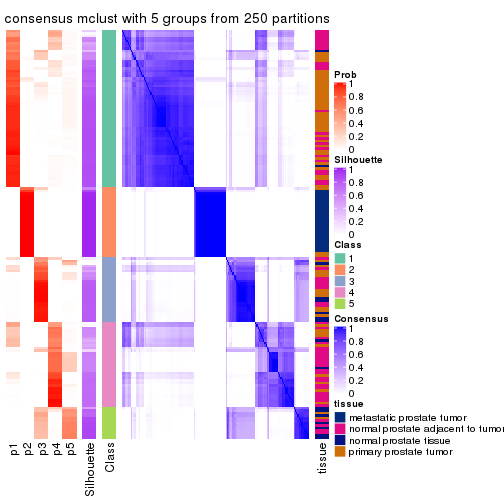 consensus mclust with 5 groups from 250 partitions
Prob
1
0.8
0.6
0.4
0.2
0
Silhouette
1
0.8
0.6
0.4
0.2
0
Class
1
2
3
4
5
Consensus
1
0.8
0.6
0.4
0.2
0
tissue
metastatic prostate tumor
normal prostate adjacent to tumor
normal prostate tissue
primary prostate tumor
p1
p2
p3
p4
p5
Silhouette
Class
tissue